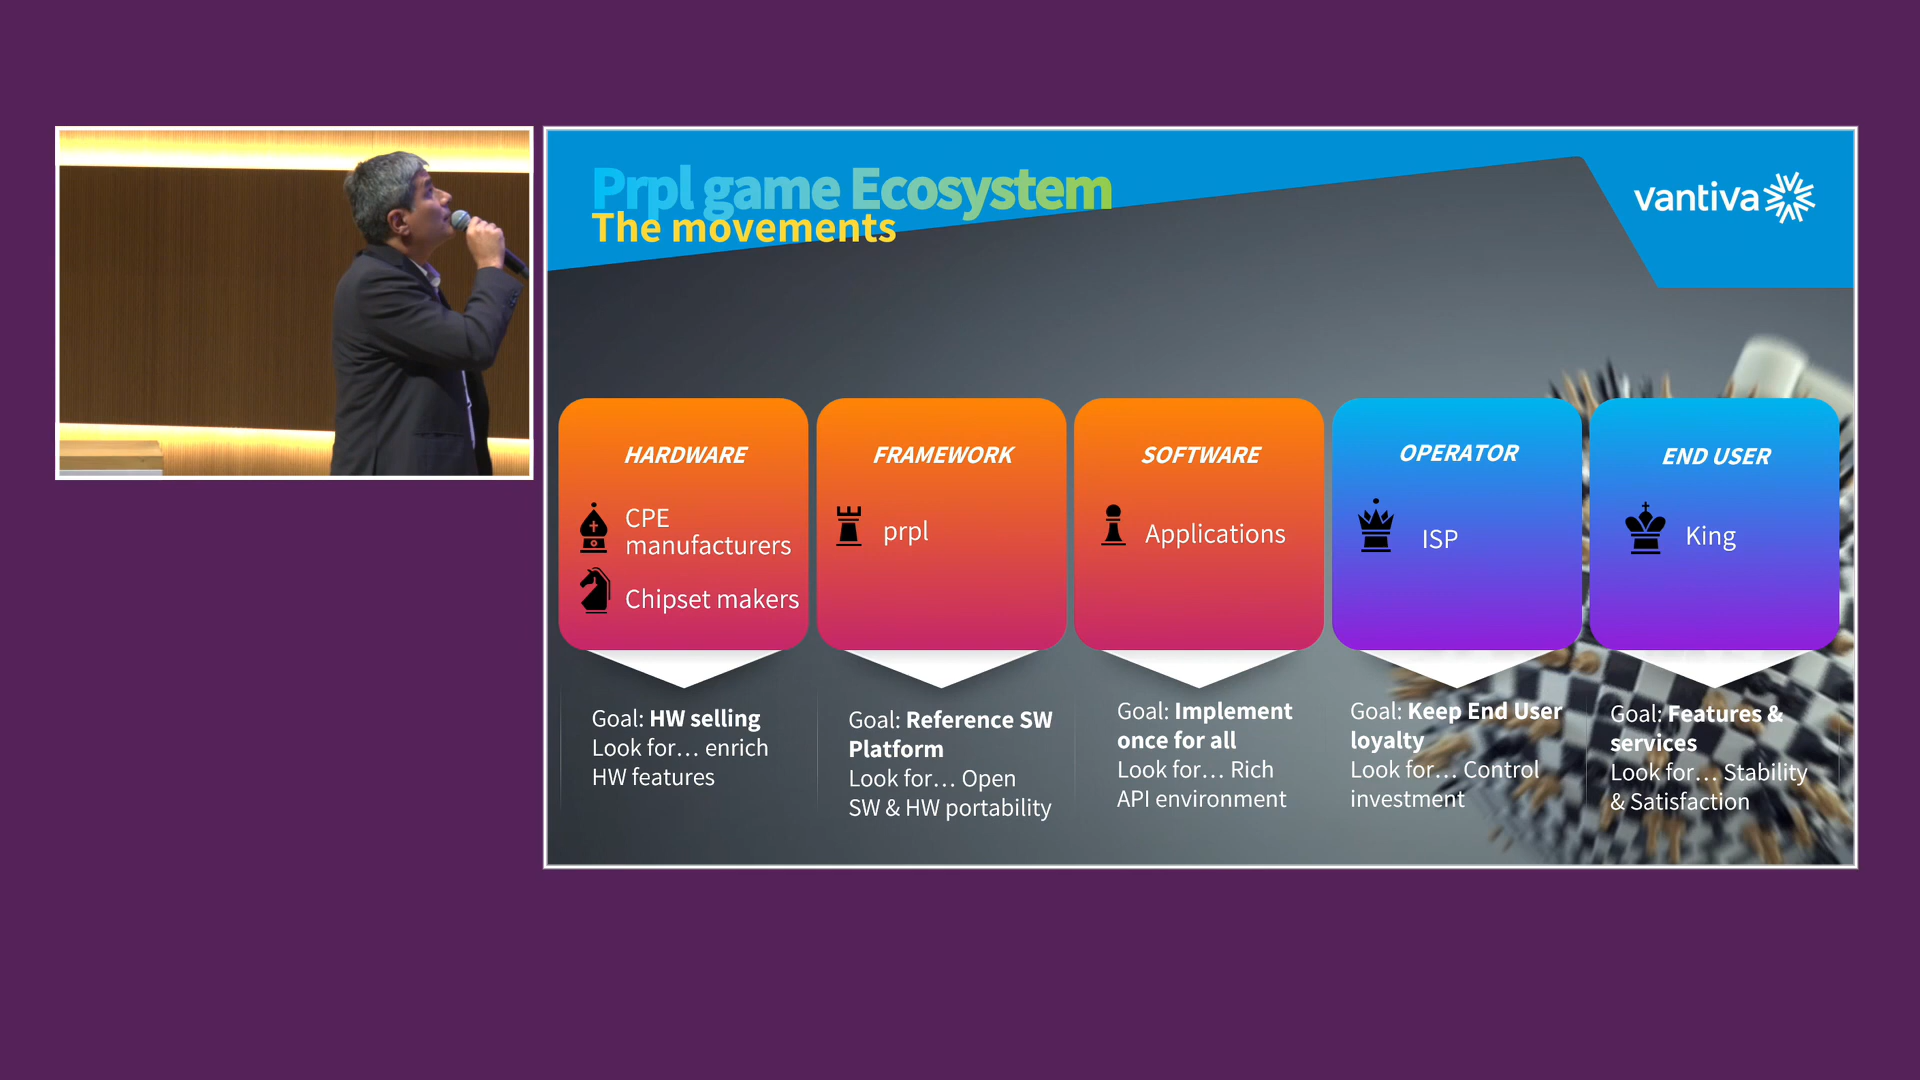 Prpl game Ecosystem
The movements
vantiva
HARDWARE
CPE
manufacturers
Chipset makers
Goal: HW selling
Look for… enrich
HW features
FRAMEWORK
prpl
Goal: Reference SW
Platform
Look for… Open
SW & HW portability
SOFTWARE
Applications
Goal: Implement
once for all
Look for… Rich
API environment
OPERATOR
ISP
Goal: Keep End User
loyalty
Look for… Control
investment
END USER
King
Goal: Features &
services
Look for… Stability
& Satisfaction